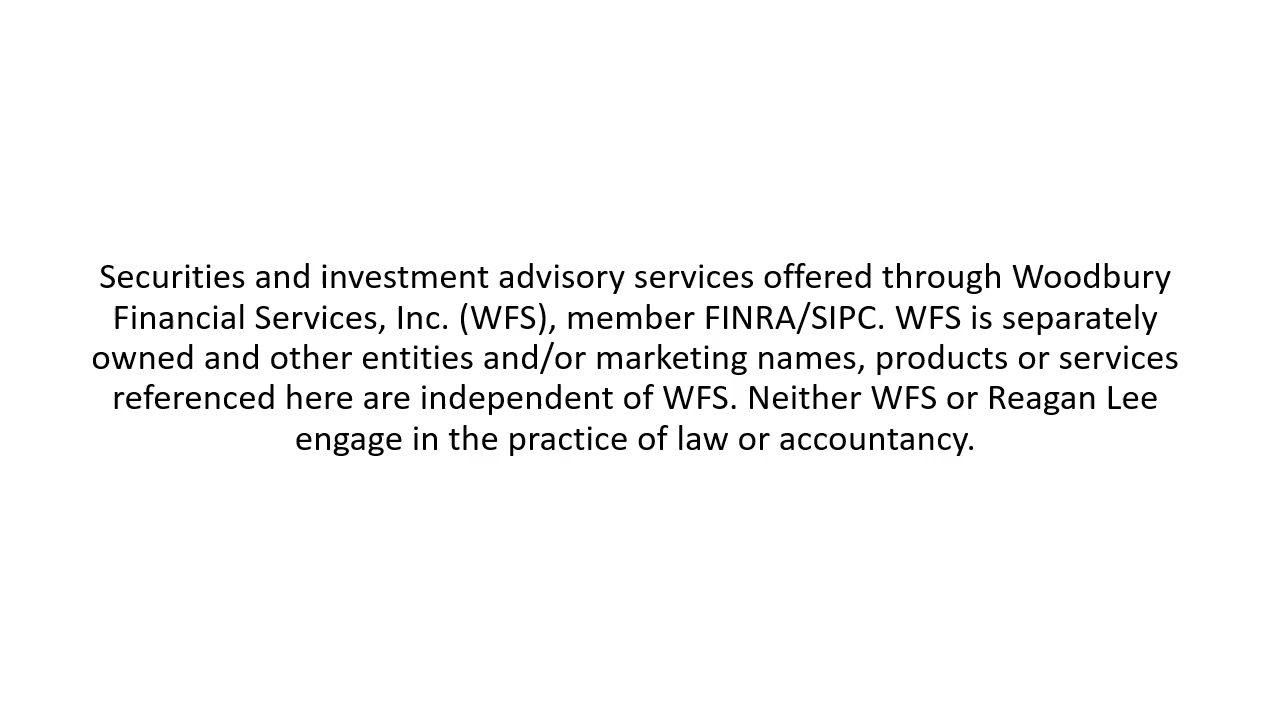 Securities and investment advisory services offered through Woodbury
Financial Services, Inc. (WFS), member FINRA/SIPC. WFS is separately
owned and other entities and/or marketing names, products or services
referenced here are independent of WFS. Neither WFS or Reagan Lee
engage in the practice of law or accountancy.